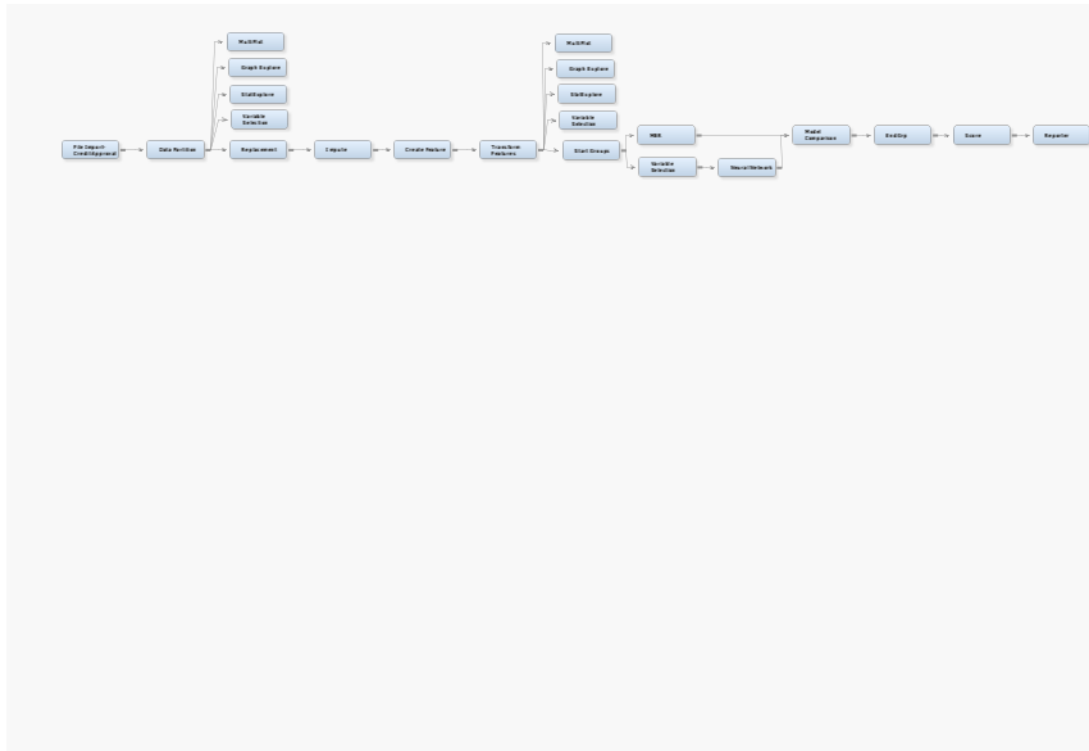 MultiPlot
Graph Explore
StatExplore
Variable
Selection
File Import-
CreditApproval
Data Partition
Replacement
Impute
Create Feature
Transform
Features
MultiPlot
Graph Explore
StatExplore
Variable
Selection
Start Groups
MBR
Variable
Selection
Neural Network
Model
Comparison
End Grp
Score
Reporter